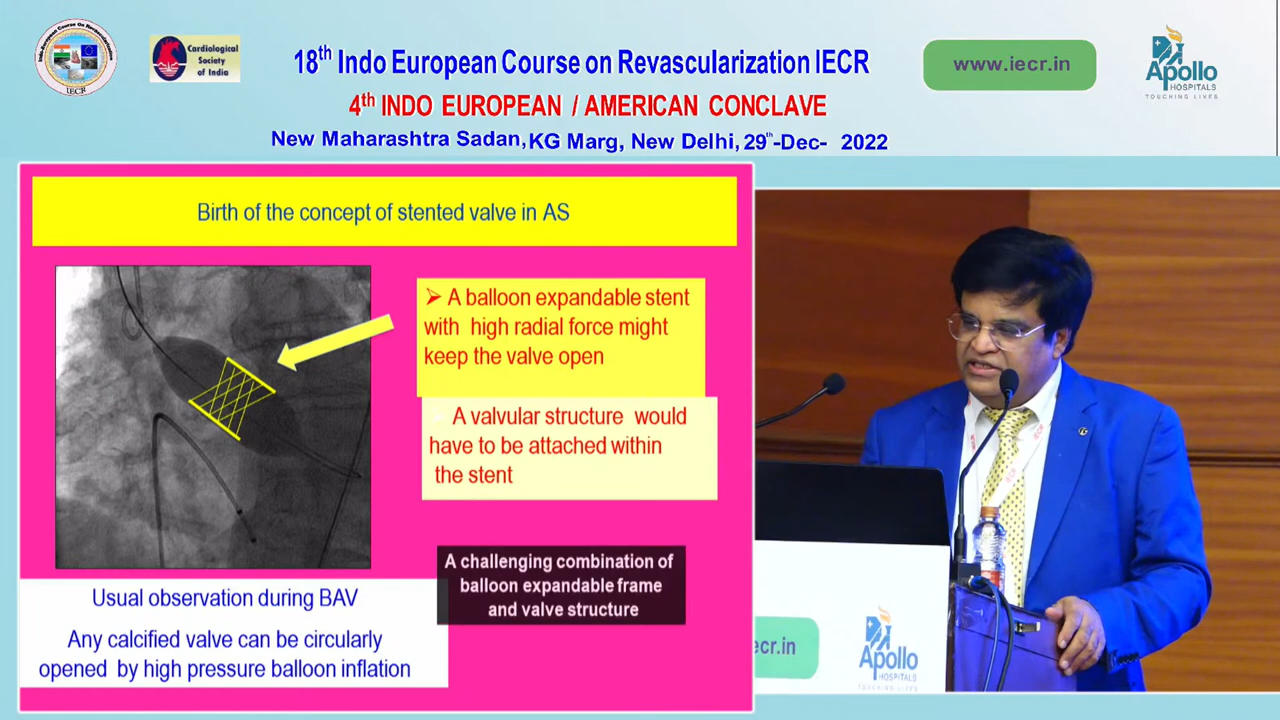 18th Indo European Course on Revascularization IECR
4th INDO EUROPEAN / AMERICAN CONCLAVE
New Maharashtra Sadan, KG Marg, New Delhi, 29th-Dec- 2022
IECR
Cardiological
Society
of India
www.iecr.in
Apollo
HOSPITALS
TOUCHING LIVES
Birth of the concept of stented valve in AS
➢ A balloon expandable stent
with high radial force might
keep the valve open
– A valvular structure would
have to be attached within
the stent
A challenging combination of
balloon expandable frame
and valve structure
Usual observation during BAV
Any calcified valve can be circularly
opened by high pressure balloon inflation
ecr.in
Apollo
HOSPITALS
TOUCHING LIVES